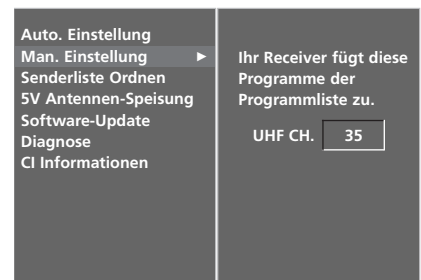 Auto. Einstellung
Man. Einstellung ►
Senderliste Ordnen
5V Antennen-Speisung
Software-Update
Diagnose
CI Informationen
Ihr Receiver fügt diese
Programme der
Programmliste zu.
UHF CH. 35